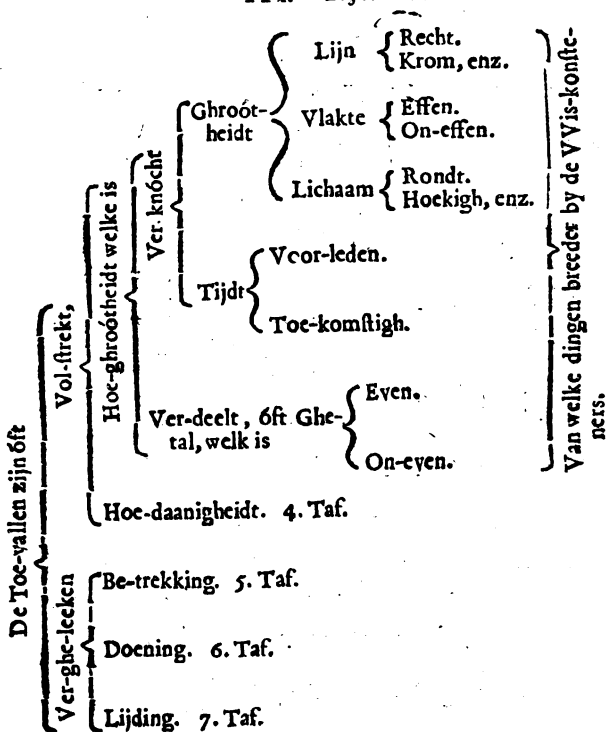 De Toe-vallen zijn óft
Vol-strekt,
Hoe-ghroótheidt welke is
Ver-knócht
Ghroót-
heidt
Lijn
Recht.
Krom, enz.
Vlakte
Effen.
On-effen.
Lichaam
Rondt.
Hoekigh, enz.
Tijdt
Voor-leden.
Toe-komstigh.
Ver-deelt, óft Ghe-
tal, welk is
Even.
On-even.
Van welke dingen breeder by de VVis-konste-
ners.
Hoe-daanigheidt. 4. Taf.
Ver-ghe-leeken
Be-trekking. 5. Taf.
Doening. 6. Taf.
Lijding. 7. Taf.